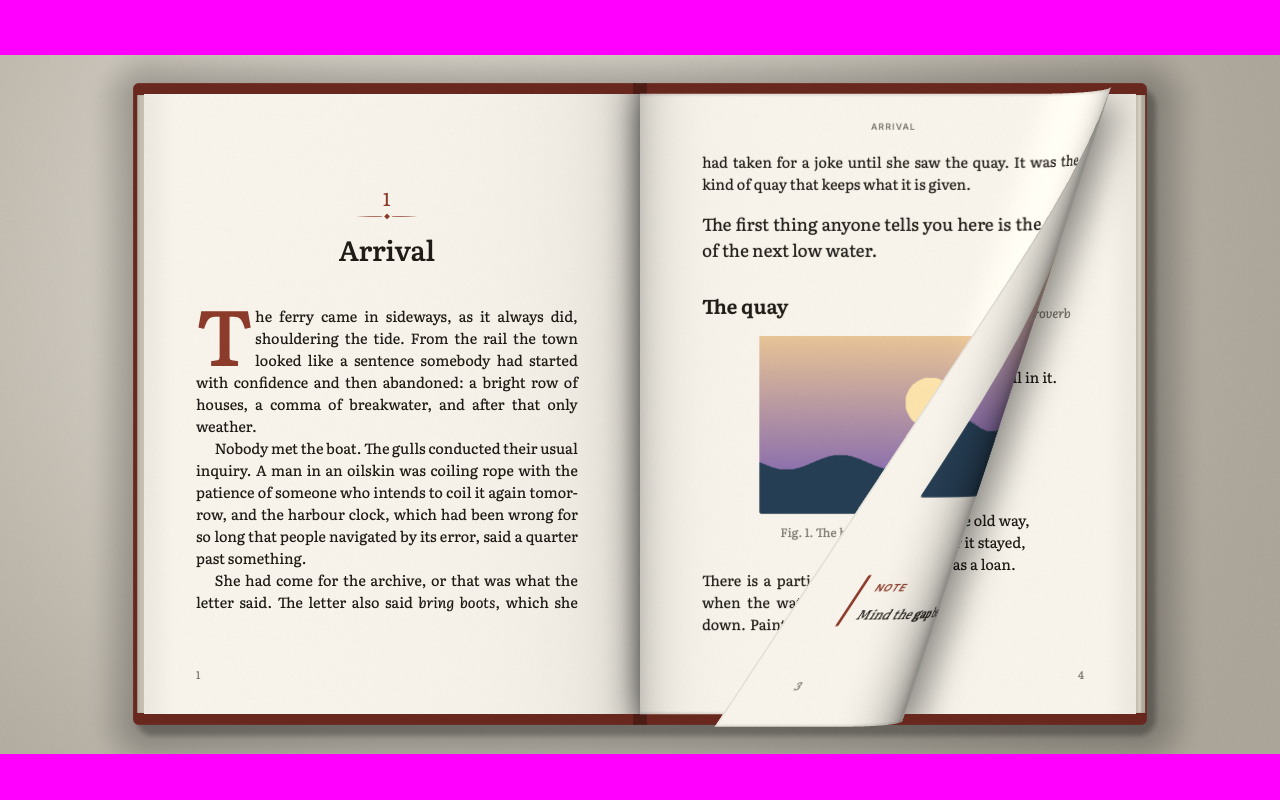 1
Arrival
The ferry came in sideways, as it always did,
shouldering the tide. From the rail the town
looked like a sentence somebody had started
with confidence and then abandoned: a bright row of
houses, a comma of breakwater, and after that only
weather.
Nobody met the boat. The gulls conducted their usual
inquiry. A man in an oilskin was coiling rope with the
patience of someone who intends to coil it again tomor-
row, and the harbour clock, which had been wrong for
so long that people navigated by its error, said a quarter
past something.
She had come for the archive, or that was what the
letter said. The letter also said bring boots, which she
1
ARRIVAL
had taken for a joke until she saw the quay. It was the
kind of quay that keeps what it is given.
The first thing anyone tells you here is the
of the next low water.
The quay
Fig. 1. The
There is a
when the
down.
NOTE
Mind the
3
in it.
old way,
it stayed,
as a loan.
4